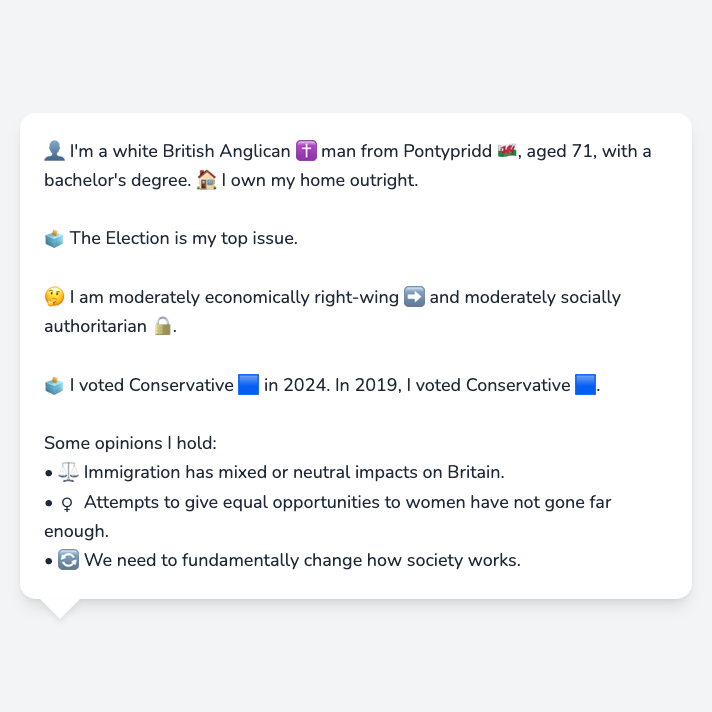 👤 I'm a white British Anglican ✝️ man from Pontypridd 🏴󠁧󠁢󠁷󠁬󠁳󠁿, aged 71, with a
bachelor's degree. 🏠 I own my home outright.
🗳️ The Election is my top issue.
🤔 I am moderately economically right-wing ➡️ and moderately socially
authoritarian 🔒.
🗳️ I voted Conservative 🟦 in 2024. In 2019, I voted Conservative 🟦.
Some opinions I hold:
• ⚖️ Immigration has mixed or neutral impacts on Britain.
• ♀ Attempts to give equal opportunities to women have not gone far
enough.
• 🔄 We need to fundamentally change how society works.